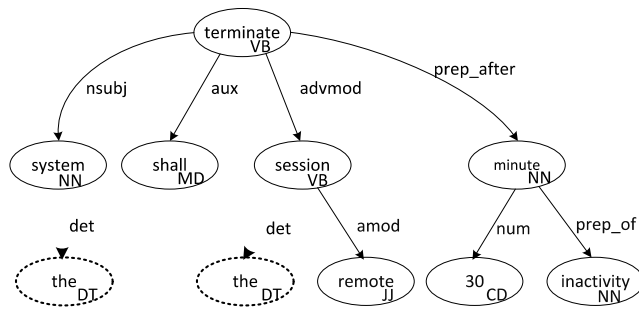 terminate
VB
nsubj aux advmod prep_after
system shall session minute
NN MD VB NN
det det amod num prep_of
the the remote 30 inactivity
DT DT JJ CD NN